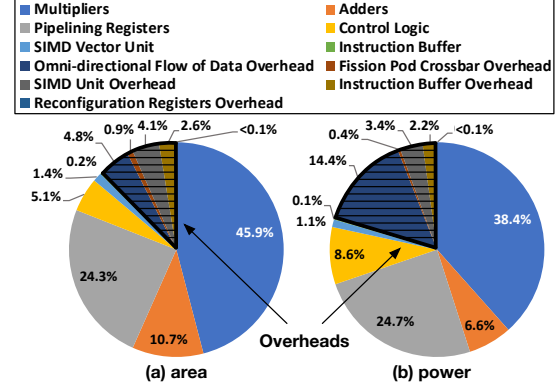 Multipliers Adders
Pipelining Registers Control Logic
SIMD Vector Unit Instruction Buffer
Omni-directional Flow of Data Overhead Fission Pod Crossbar Overhead
SIMD Unit Overhead Instruction Buffer Overhead
Reconfiguration Registers Overhead
0.9% 4.1% 2.6% <0.1%
4.8%
0.2%
1.4%
5.1%
45.9%
24.3%
10.7%
(a) area
3.4% 2.2% <0.1%
0.4%
14.4%
0.1%
1.1%
38.4%
8.6%
24.7%
6.6%
Overheads
(b) power